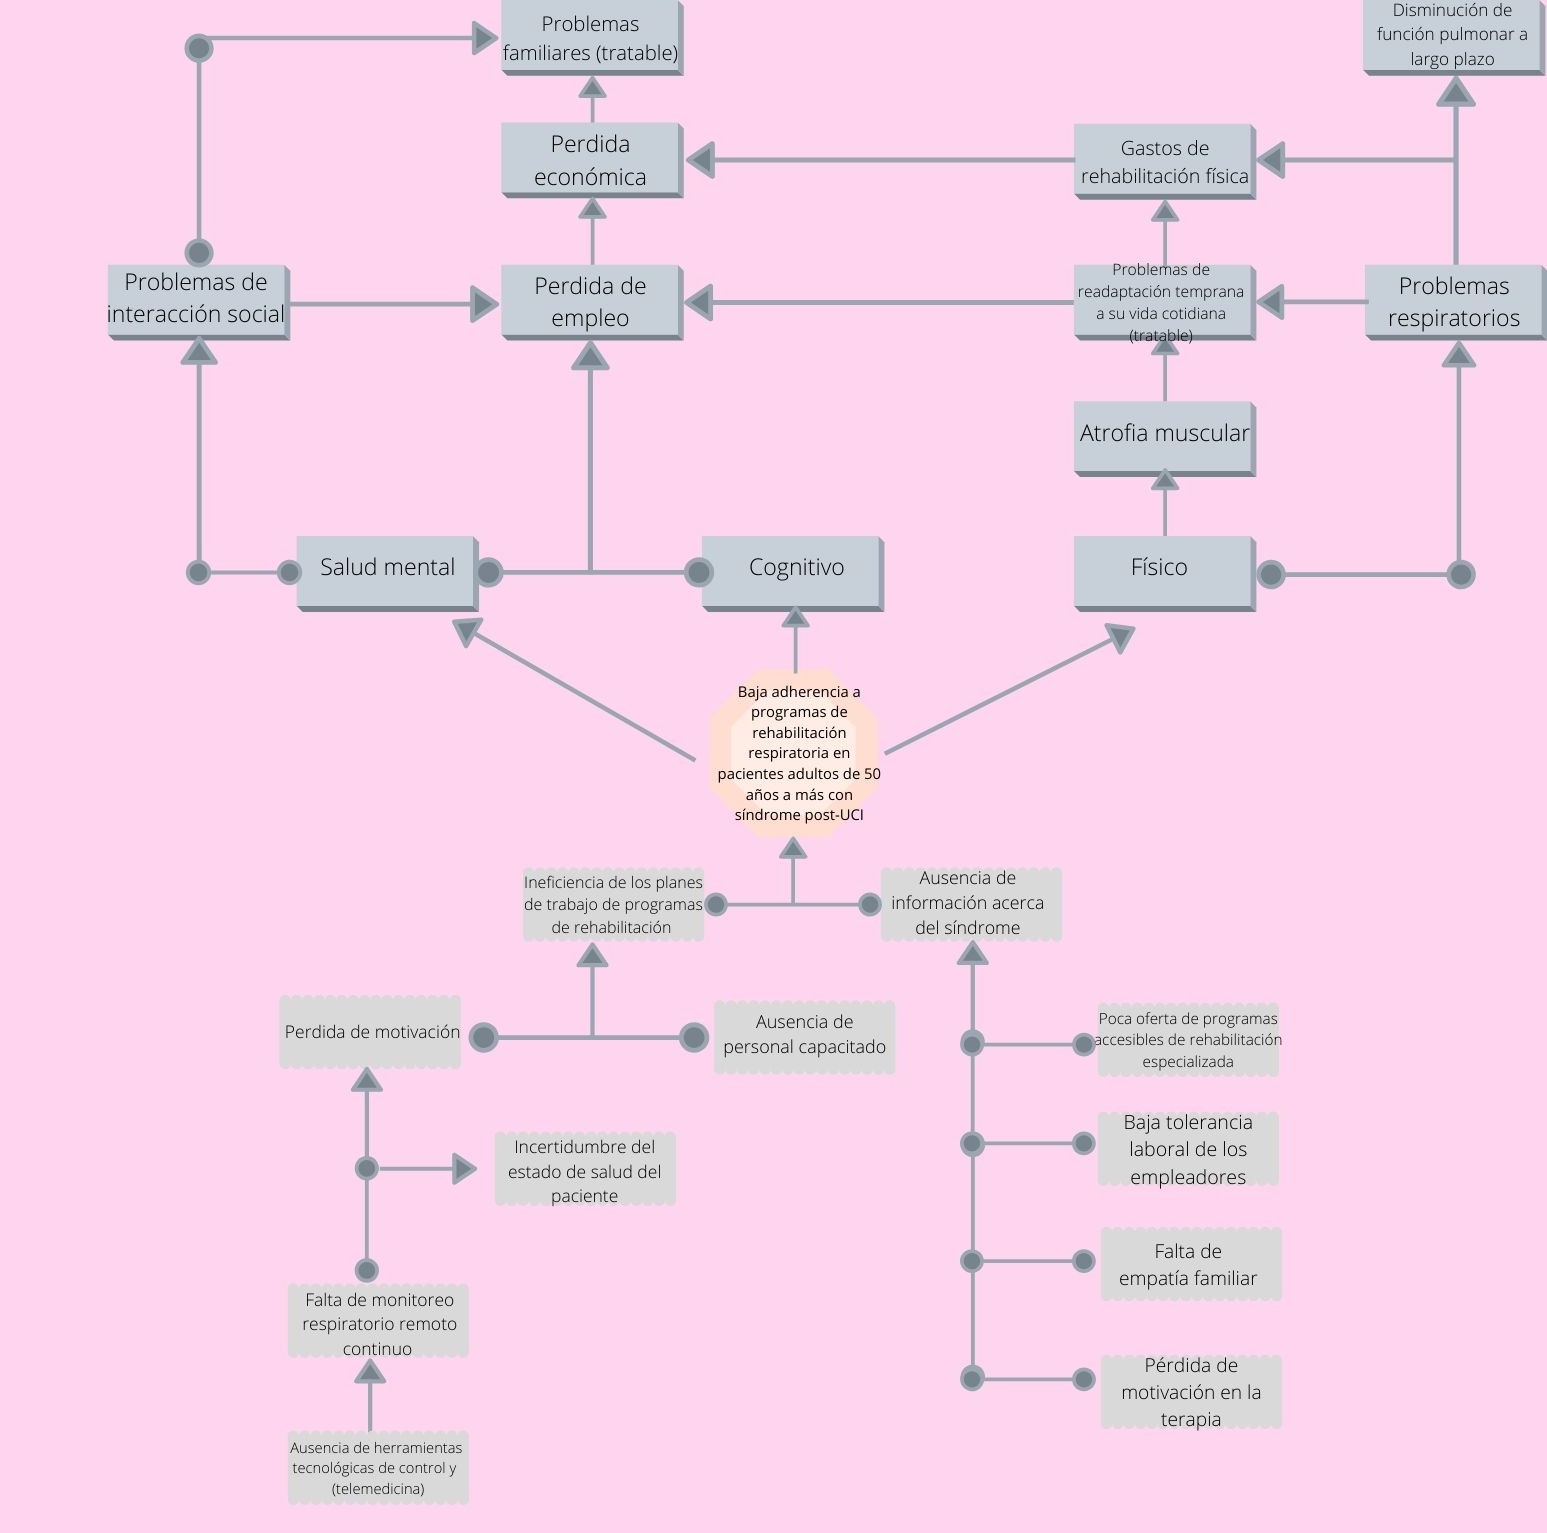 Problemas
familiares (tratable)
Disminución de
función pulmonar a
largo plazo
Perdida
económica
Gastos de
rehabilitación física
Problemas de
interacción social
Perdida de
empleo
Problemas de
readaptación temprana
a su vida cotidiana
(tratable)
Problemas
respiratorios
Atrofia muscular
Salud mental
Cognitivo
Físico
Baja adherencia a
programas de
rehabilitación
respiratoria en
pacientes adultos de 50
años a más con
síndrome post-UCI
Ineficiencia de los planes
de trabajo de programas
de rehabilitación
Ausencia de
información acerca
del síndrome
Perdida de motivación
Ausencia de
personal capacitado
Poca oferta de programas
accesibles de rehabilitación
especializada
Incertidumbre del
estado de salud del
paciente
Baja tolerancia
laboral de los
empleadores
Falta de
empatía familiar
Falta de monitoreo
respiratorio remoto
continuo
Pérdida de
motivación en la
terapia
Ausencia de herramientas
tecnológicas de control y
(telemedicina)